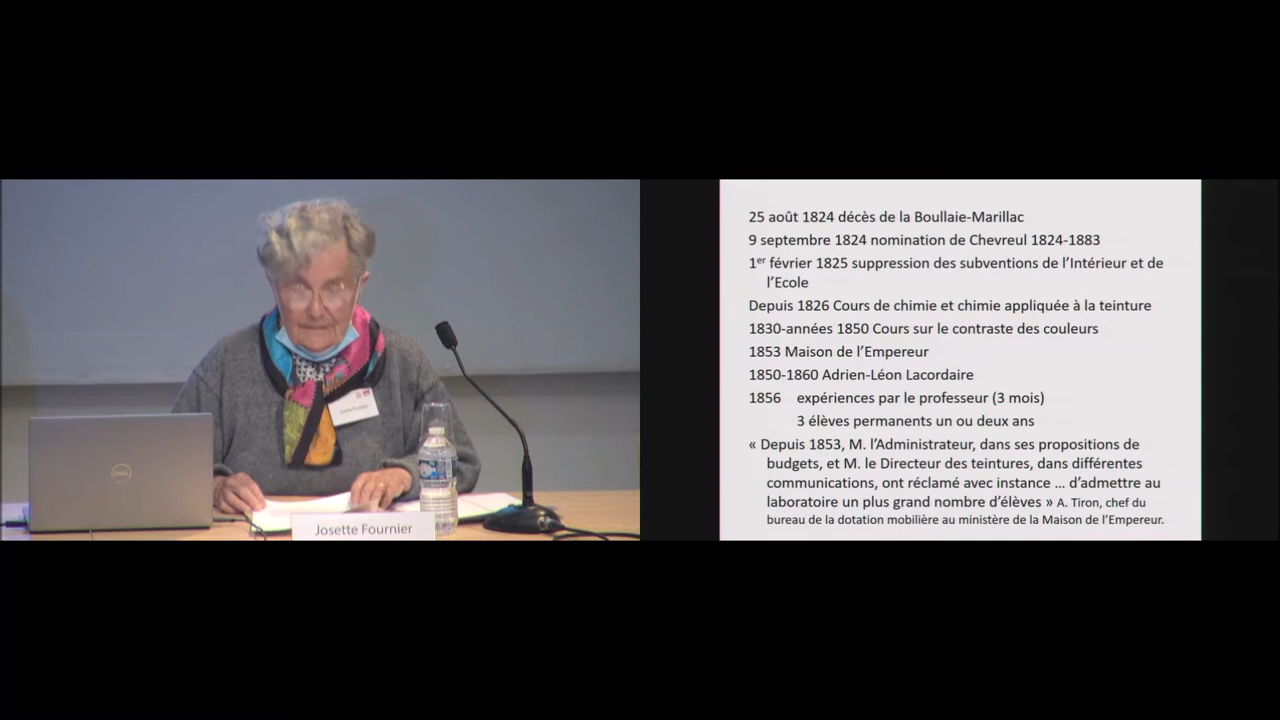 25 août 1824 décès de la Boullaie-Marillac
9 septembre 1824 nomination de Chevreul 1824-1883
1er février 1825 suppression des subventions de l’Intérieur et de
l’Ecole
Depuis 1826 Cours de chimie et chimie appliquée à la teinture
1830-années 1850 Cours sur le contraste des couleurs
1853 Maison de l’Empereur
1850-1860 Adrien-Léon Lacordaire
1856 expériences par le professeur (3 mois)
3 élèves permanents un ou deux ans
« Depuis 1853, M. l’Administrateur, dans ses propositions de
budgets, et M. le Directeur des teintures, dans différentes
communications, ont réclamé avec instance … d’admettre au
laboratoire un plus grand nombre d’élèves » A. Tiron, chef du
bureau de la dotation mobilière au ministère de la Maison de l’Empereur.
DELL
Josette Fournier